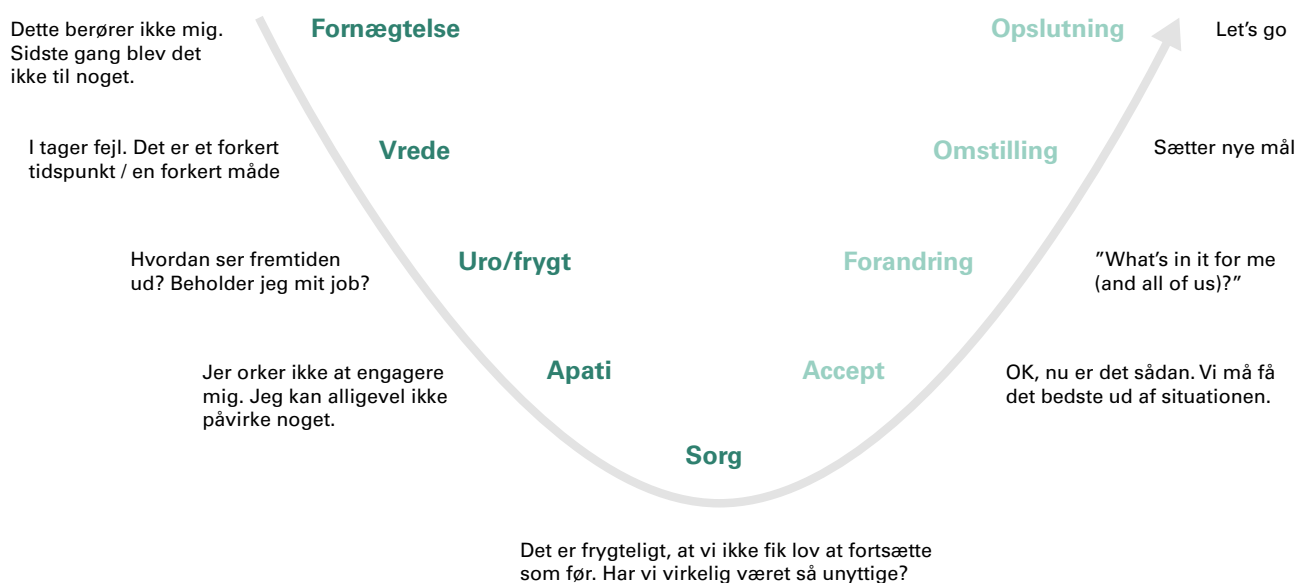 Dette berører ikke mig.
Sidste gang blev det
ikke til noget.
Fornægtelse
Opslutning
Let's go
I tager fejl. Det er et forkert
tidspunkt / en forkert måde
Vrede
Omstilling
Sætter nye mål
Hvordan ser fremtiden
ud? Beholder jeg mit job?
Uro/frygt
Forandring
”What's in it for me
(and all of us)?”
Jer orker ikke at engagere
mig. Jeg kan alligevel ikke
påvirke noget.
Apati
Accept
OK, nu er det sådan. Vi må få
det bedste ud af situationen.
Sorg
Det er frygteligt, at vi ikke fik lov at fortsætte
som før. Har vi virkelig været så unyttige?